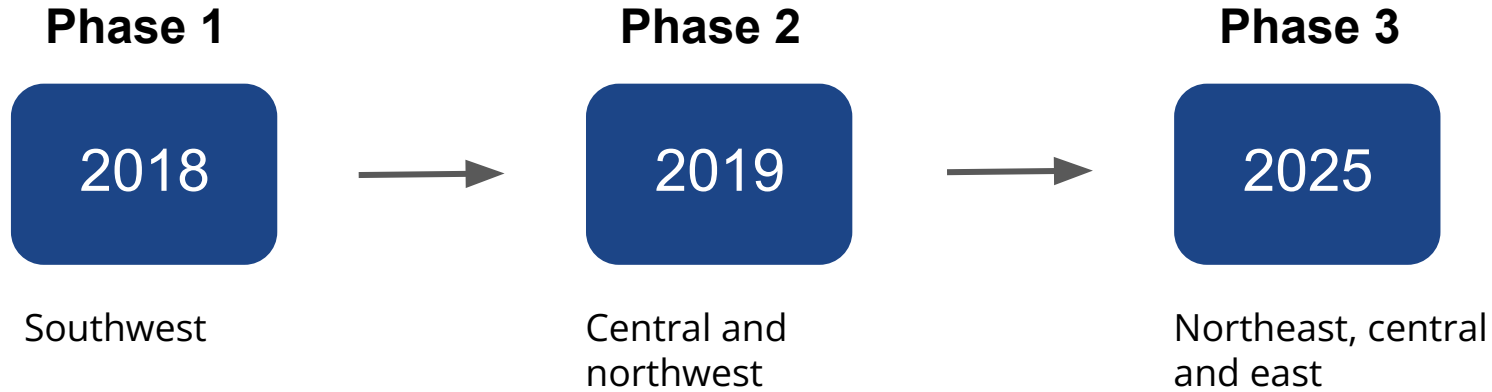 Phase 1
Phase 2
Phase 3
2018
2019
2025
Southwest
Central and
northwest
Northeast, central
and east